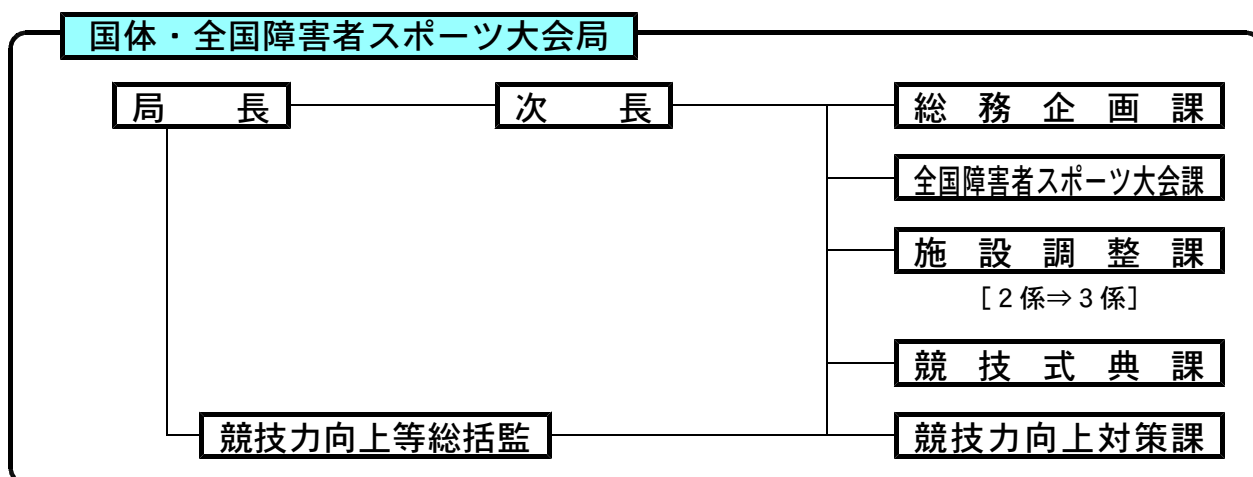 国体・全国障害者スポーツ大会局
局長
次長
総務企画課
全国障害者スポーツ大会課
施設調整課
[２係⇒３係]
競技式典課
競技力向上等総括監
競技力向上対策課